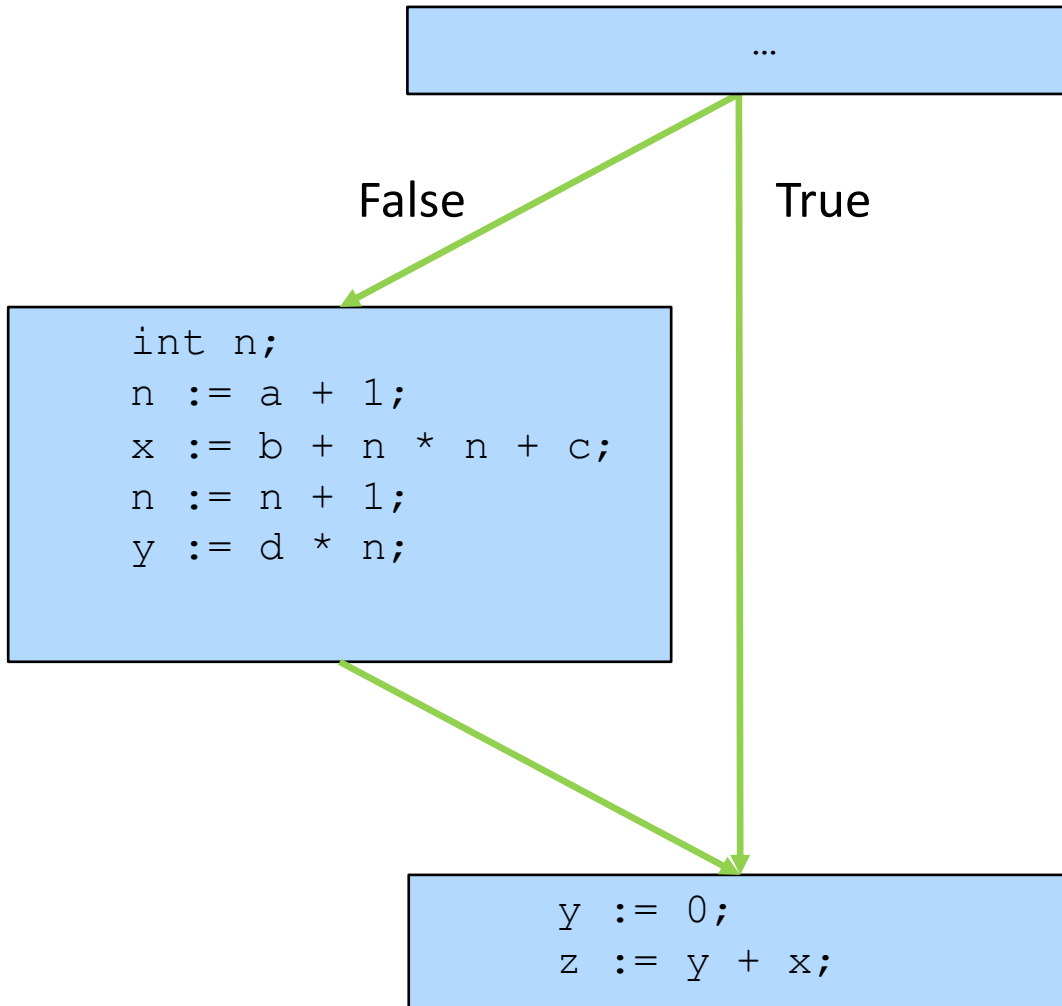 …
False
True
int n;
n := a + 1;
x := b + n * n + c;
n := n + 1;
y := d * n;
y := 0;
z := y + x;